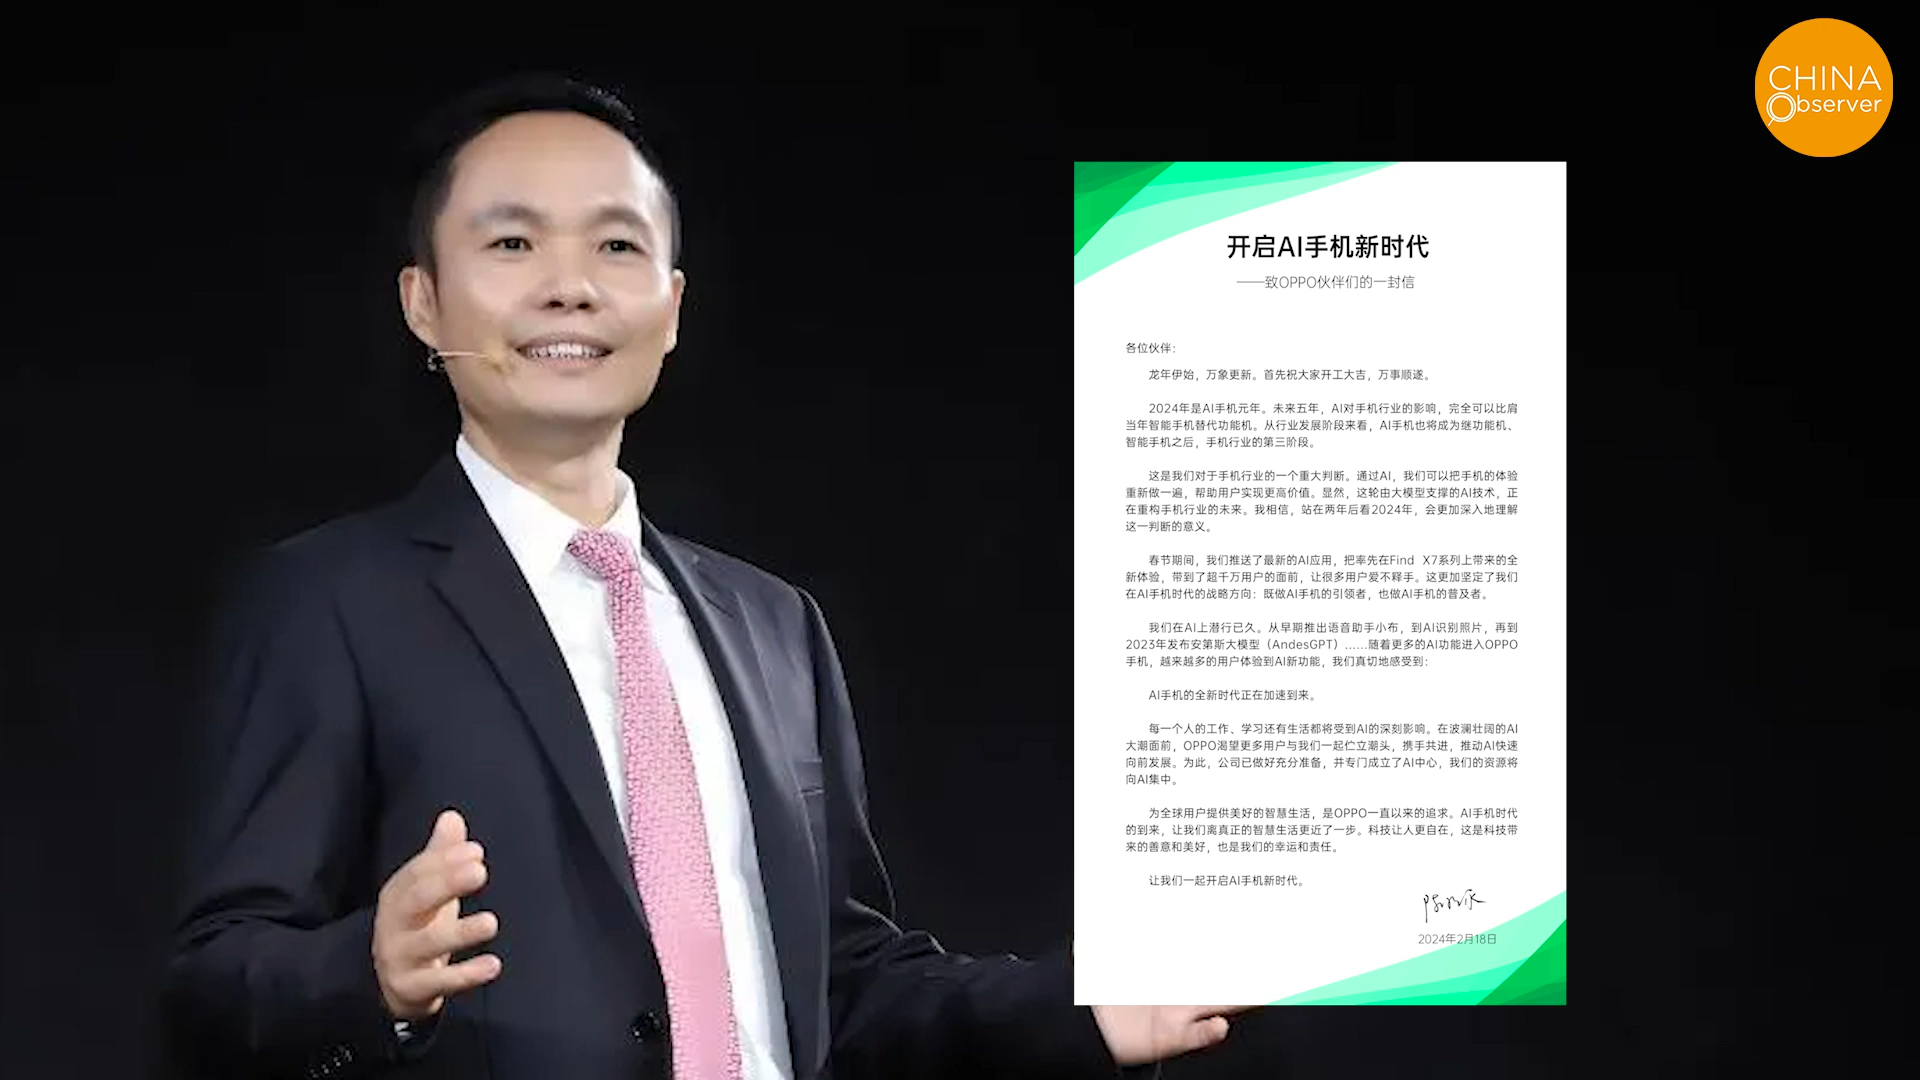 CHINA
Observer
开启AI手机新时代
——致OPPO伙伴们的一封信
各位伙伴：
龙年伊始，万象更新。首先祝大家开工大吉，万事顺遂。
2024年是AI手机元年。未来五年，AI对手机行业的影响，完全可以比肩
当年智能手机替代功能机。从行业发展阶段来看，AI手机也将成为继功能机、
智能手机之后，手机行业的第三阶段。
这是我们对于手机行业的一个重大判断。通过AI，我们可以把手机的体验
重新做一遍，帮助用户实现更高价值。显然，这轮由大模型支撑的AI技术，正
在重构手机行业的未来。我相信，站在两年后看2024年，会更加深入地理解
这一判断的意义。
春节期间，我们推送了最新的AI应用，把率先在Find X7系列上带来的全
新体验，带到了超千万用户的面前，让很多用户爱不释手。这更加坚定了我们
在AI手机时代的战略方向：既做AI手机的引领者，也做AI手机的普及者。
我们在AI上潜行已久。从早期推出语音助手小布，到AI识别照片，再到
2023年发布安第斯大模型（AndesGPT）……随着更多的AI功能进入OPPO
手机，越来越多的用户体验到AI新功能，我们真切地感受到：
AI手机的全新时代正在加速到来。
每一个人的工作、学习还有生活都将受到AI的深刻影响。在波澜壮阔的AI
大潮面前，OPPO渴望更多用户与我们一起伫立潮头，携手共进，推动AI快速
向前发展。为此，公司已做好充分准备，并专门成立了AI中心，我们的资源将
向AI集中。
为全球用户提供美好的智慧生活，是OPPO一直以来的追求。AI手机时代
的到来，让我们离真正的智慧生活更近了一步。科技让人更自在，这是科技带
来的善意和美好，也是我们的幸运和责任。
让我们一起开启AI手机新时代。
陈明永
2024年2月18日